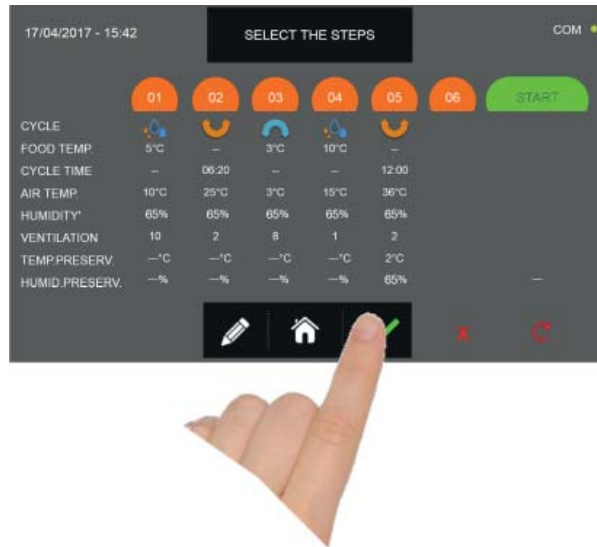 17/04/2017 - 15:42 SELECT THE STEPS COM
01 02 03 04 05 06 START
CYCLE
FOOD TEMP. 5°C -- 3°C 10°C --
CYCLE TIME -- 06:20 -- -- 12:00
AIR TEMP. 10°C 25°C 3°C 15°C 36°C
HUMIDITY* 65% 65% 65% 65% 65%
VENTILATION 10 2 8 1 2
TEMP.PRESERV. ---°C ---°C ---°C ---°C 2°C
HUMID.PRESERV. ---% ---% ---% ---% 65% ---
X